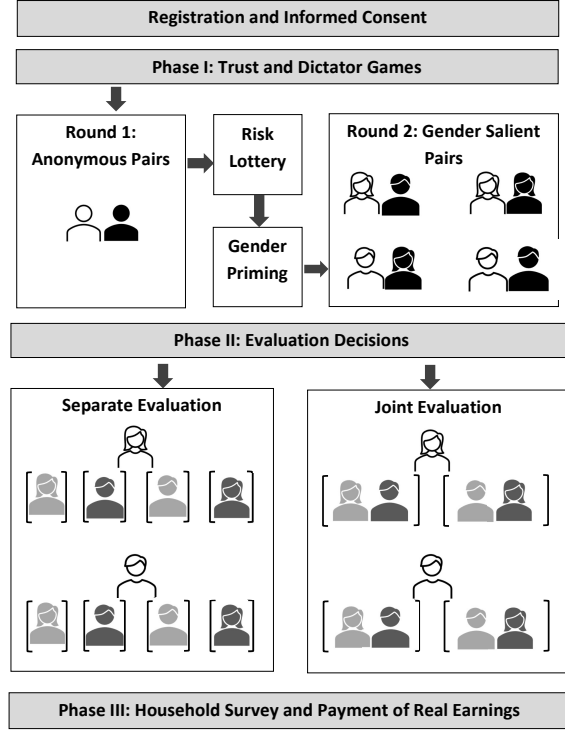 Registration and Informed Consent
Phase I: Trust and Dictator Games
Round 1:
Anonymous Pairs
Risk
Lottery
Gender
Priming
Round 2: Gender Salient
Pairs
Phase II: Evaluation Decisions
Separate Evaluation
Joint Evaluation
Phase III: Household Survey and Payment of Real Earnings